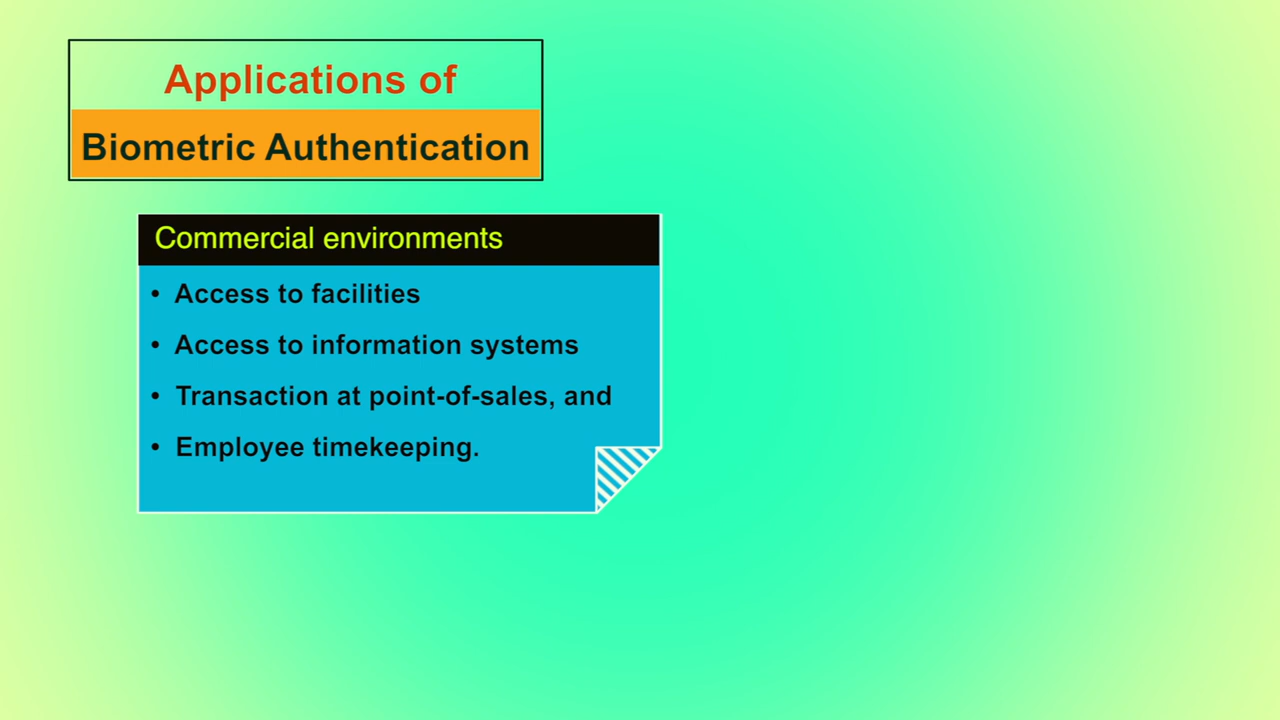 Applications of
Biometric Authentication
Commercial environments
• Access to facilities
• Access to information systems
• Transaction at point-of-sales, and
• Employee timekeeping.